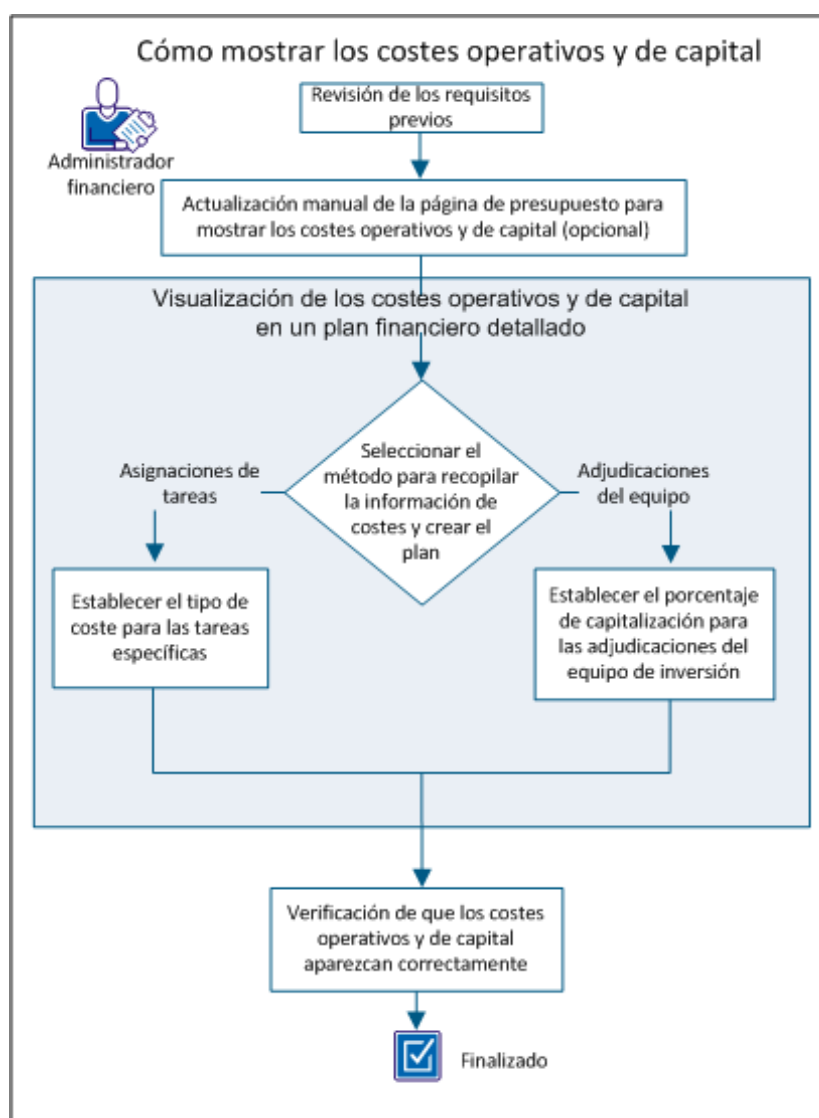 Cómo mostrar los costes operativos y de capital
Revisión de los requisitos
previos
Administrador
financiero
Actualización manual de la página de presupuesto para
mostrar los costes operativos y de capital (opcional)
Visualización de los costes operativos y de capital
en un plan financiero detallado
Seleccionar el
método para recopilar
la información de
costes y crear el
plan
Asignaciones de
tareas
Adjudicaciones
del equipo
Establecer el tipo de
coste para las tareas
específicas
Establecer el porcentaje
de capitalización para
las adjudicaciones del
equipo de inversión
Verificación de que los costes
operativos y de capital
aparezcan correctamente
Finalizado